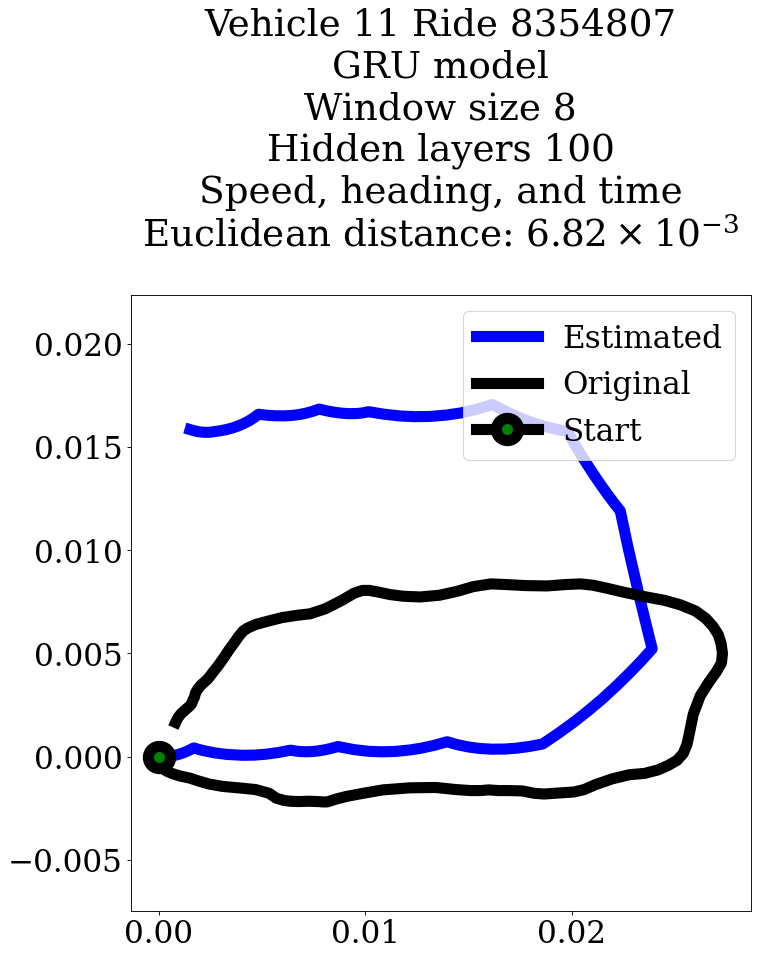 Vehicle 11 Ride 8354807
GRU model
Window size 8
Hidden layers 100
Speed, heading, and time
Euclidean distance: 6.82 × 10⁻³
Estimated
Original
Start
0.020
0.015
0.010
0.005
0.000
−0.005
0.00 0.01 0.02